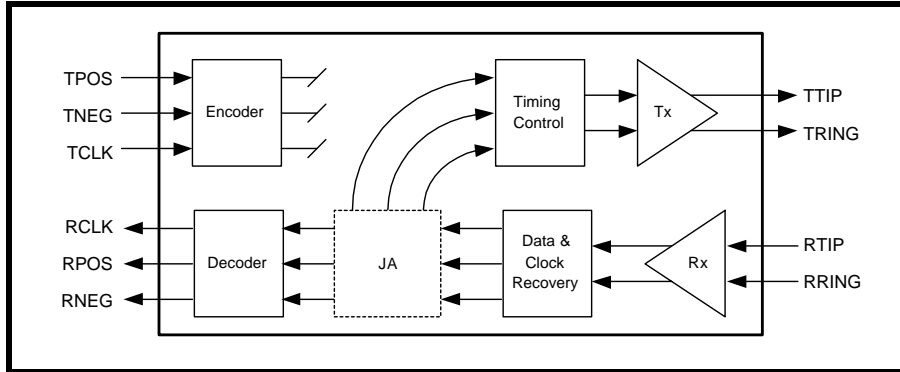 TPOS
TNEG
TCLK
Encoder
Timing
Control
Tx
TTIP
TRING
RCLK
RPOS
RNEG
Decoder
JA
Data &
Clock
Recovery
Rx
RTIP
RRING